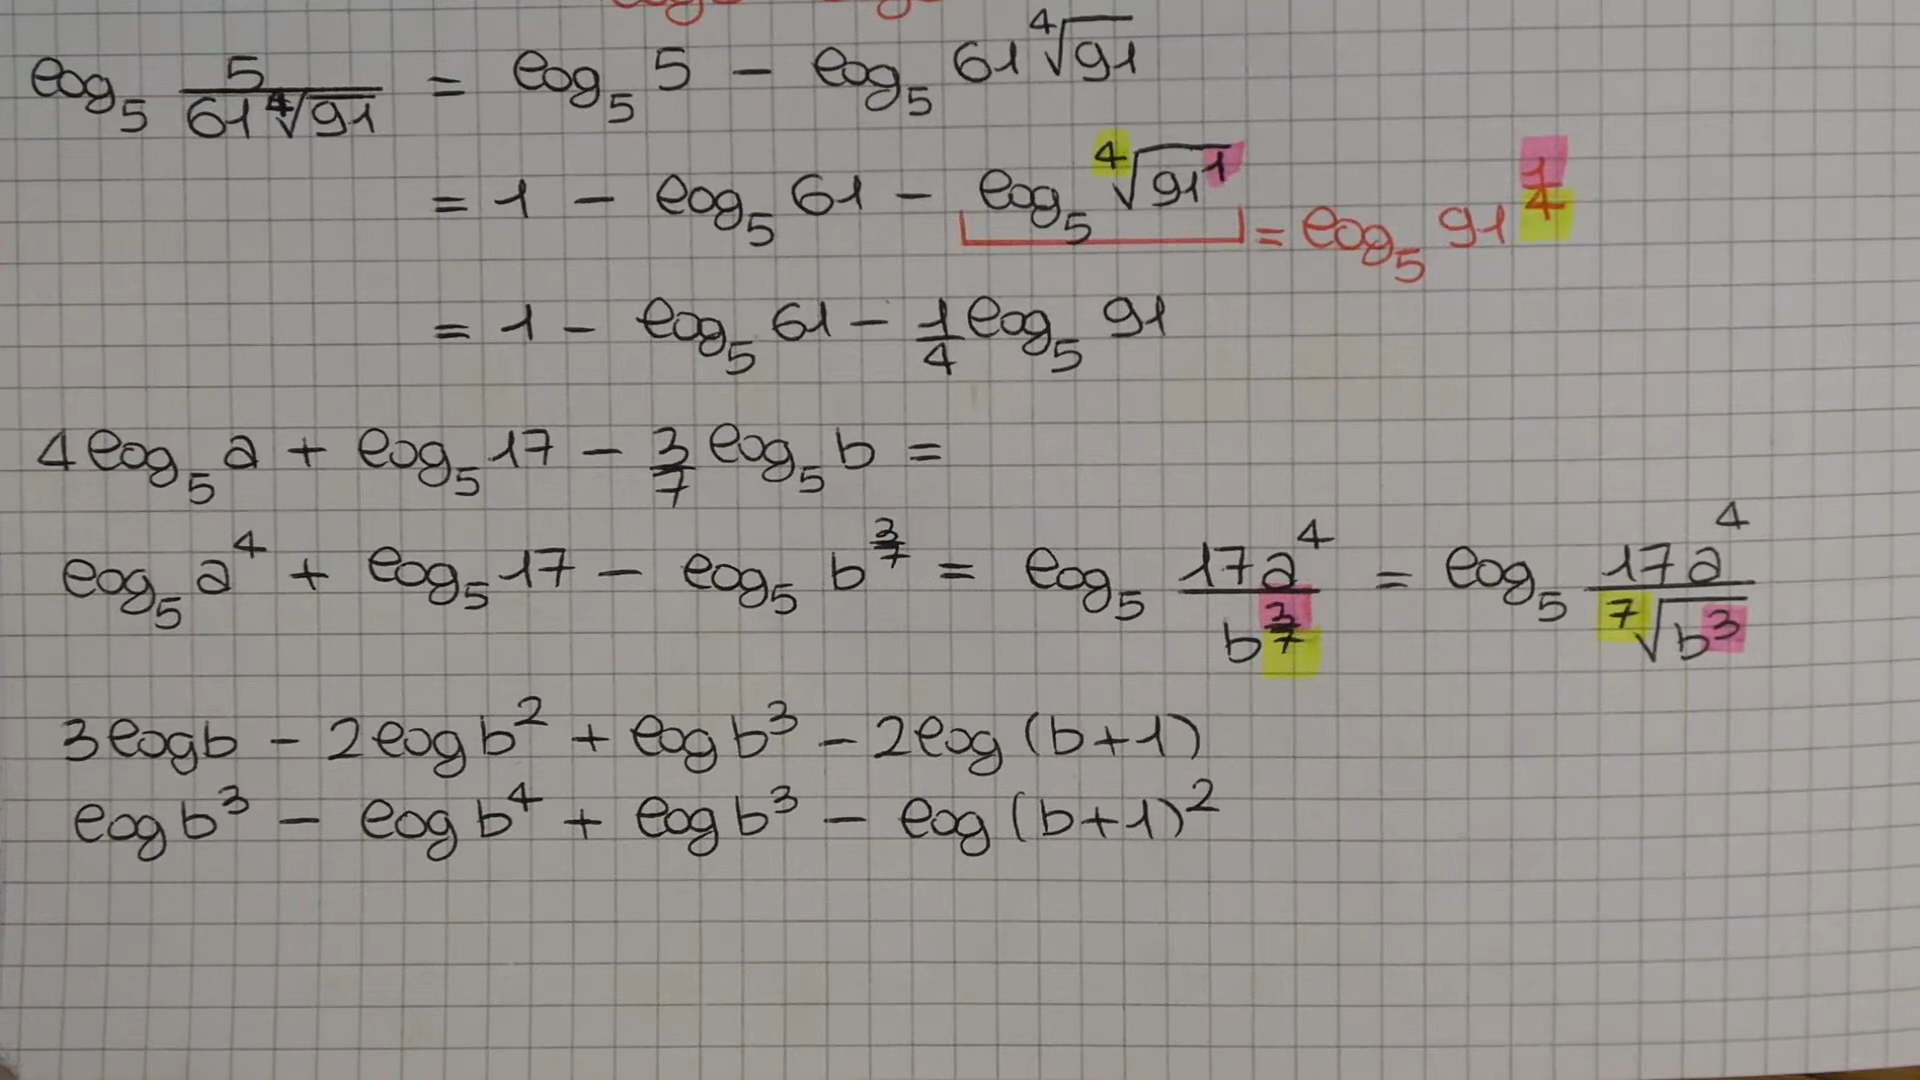 log₅ 5/(61⁴√91) = log₅ 5 − log₅ 61 ⁴√91
= 1 − log₅ 61 − log₅ ⁴√91¹ = log₅ 91^(1/4)
= 1 − log₅ 61 − 1/4 log₅ 91
4 log₅ a + log₅ 17 − 3/7 log₅ b =
log₅ a⁴ + log₅ 17 − log₅ b^(3/7) = log₅ 17a⁴/b^(3/7) = log₅ 17a⁴/⁷√b³
3 log b − 2 log b² + log b³ − 2 log (b+1)
log b³ − log b⁴ + log b³ − log (b+1)²